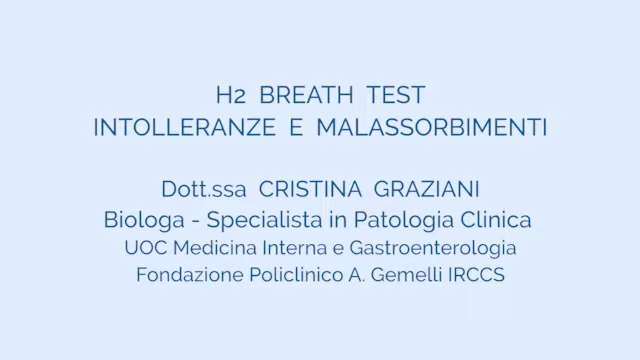 H2 BREATH TEST
INTOLLERANZE E MALASSORBIMENTI
Dott.ssa CRISTINA GRAZIANI
Biologa - Specialista in Patologia Clinica
UOC Medicina Interna e Gastroenterologia
Fondazione Policlinico A. Gemelli IRCCS